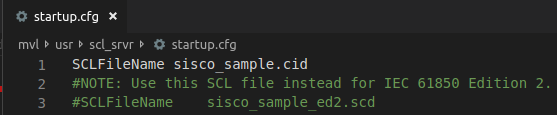 startup.cfg ×
mvl > usr > scl_srvr > startup.cfg
1 SCLFileName sisco_sample.cid
2 #NOTE: Use this SCL file instead for IEC 61850 Edition 2.
3 #SCLFileName    sisco_sample_ed2.scd